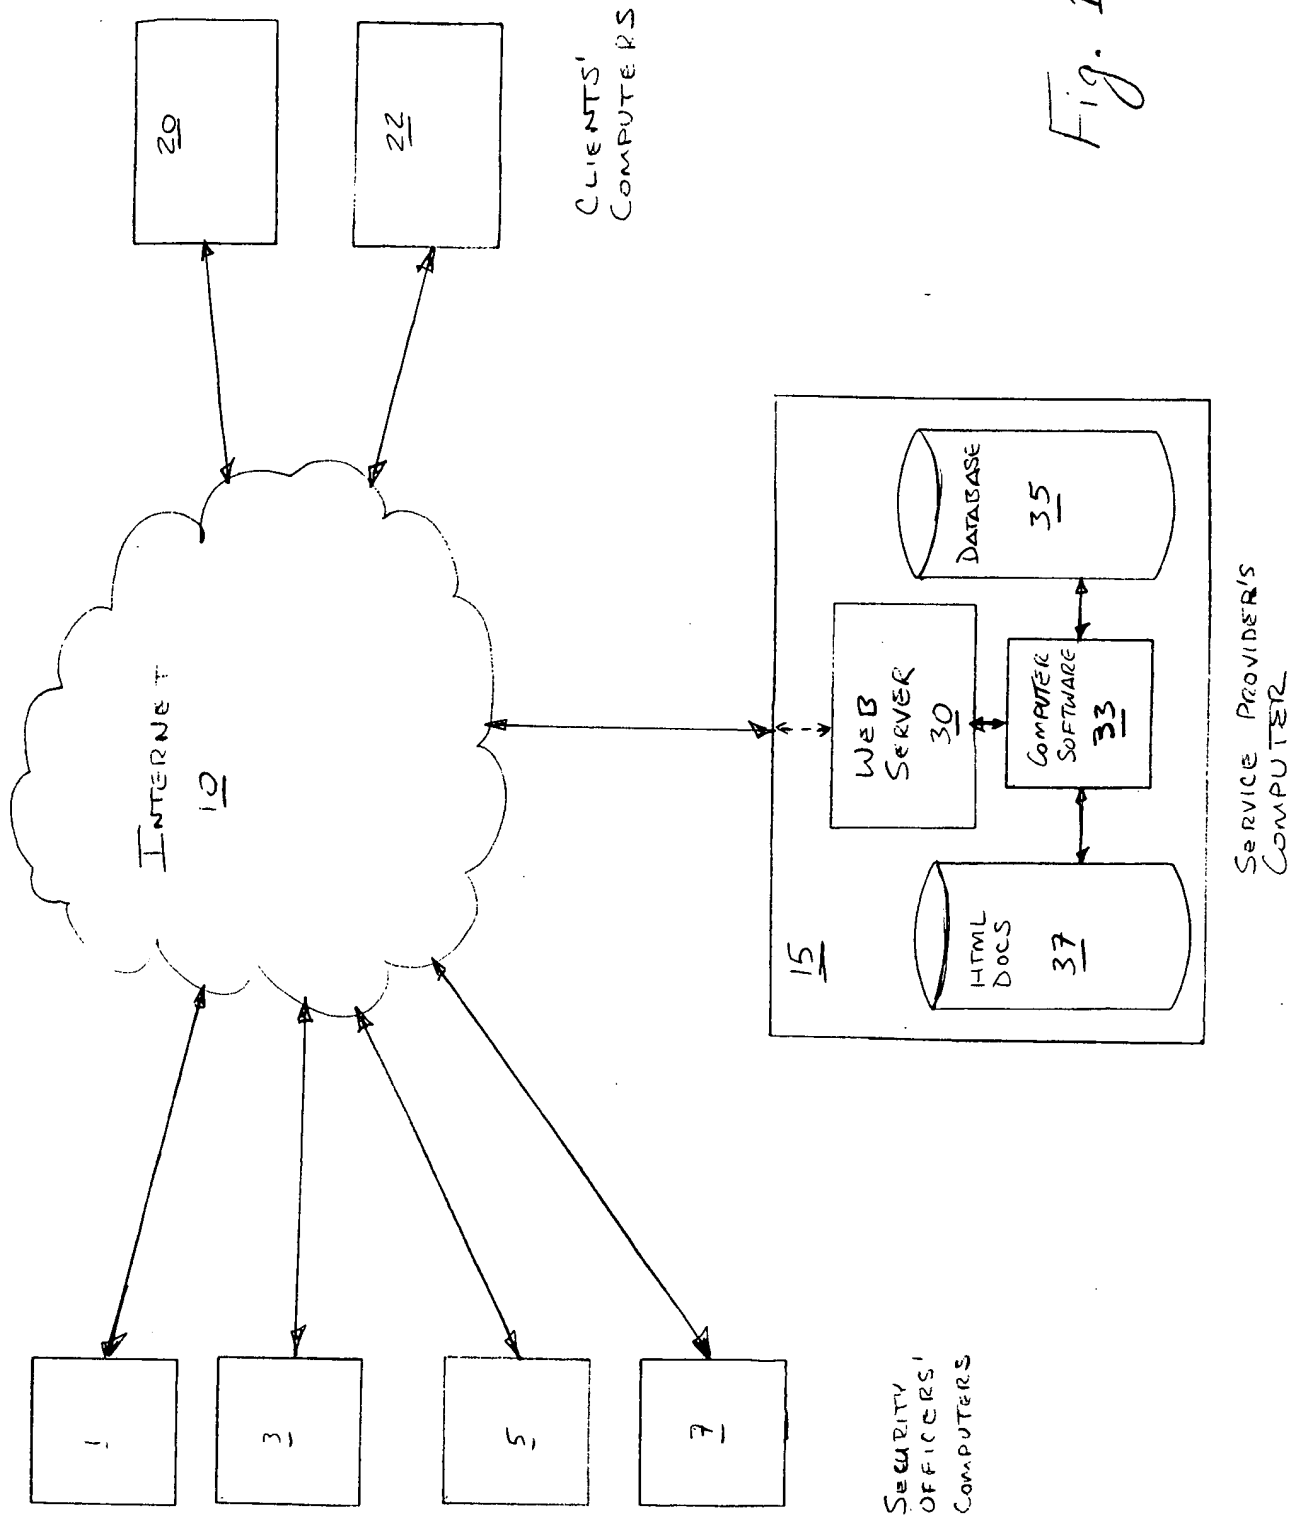 1
3
5
7
SECURITY
OFFICERS'
COMPUTERS
INTERNET
10
20
22
CLIENTS'
COMPUTERS
15
WEB
SERVER
30
HTML
DOCS
37
COMPUTER
SOFTWARE
33
DATABASE
35
SERVICE PROVIDER'S
COMPUTER
Fig.